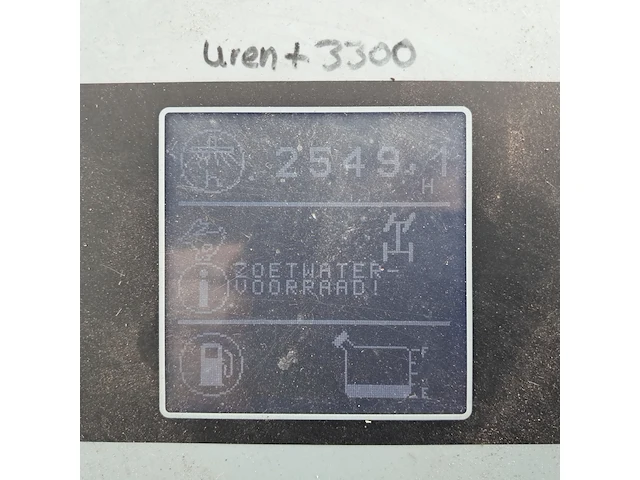 Uren + 3300
2549.1
H
ZOETWATER-
VOORRAAD!
F
E